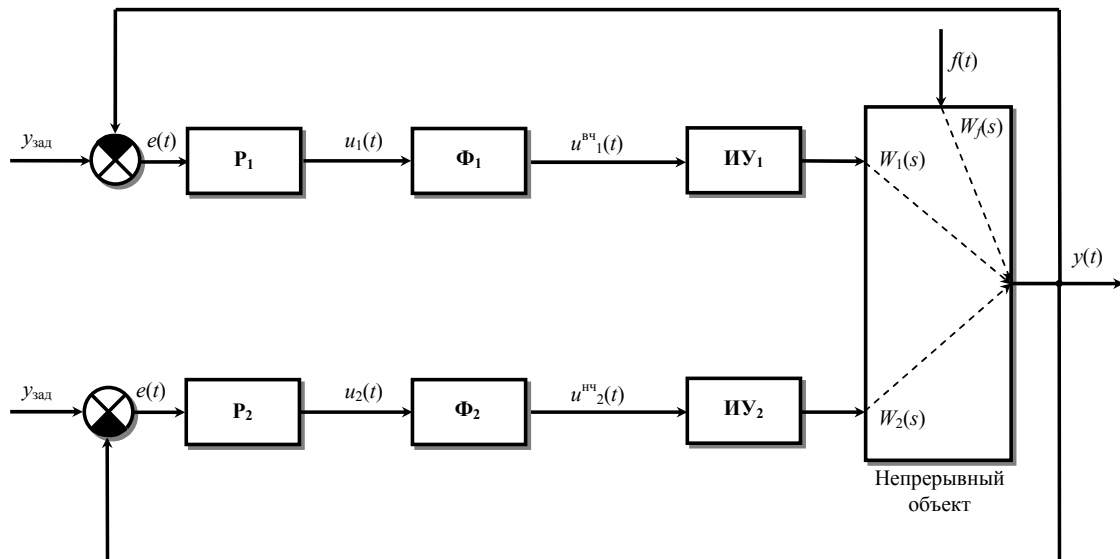 f(t)
y_зад e(t) P₁ u₁(t) Ф₁ u^вч₁(t) ИУ₁ W₁(s) W_f(s)
y(t)
y_зад e(t) P₂ u₂(t) Ф₂ u^нч₂(t) ИУ₂ W₂(s)
Непрерывный
объект